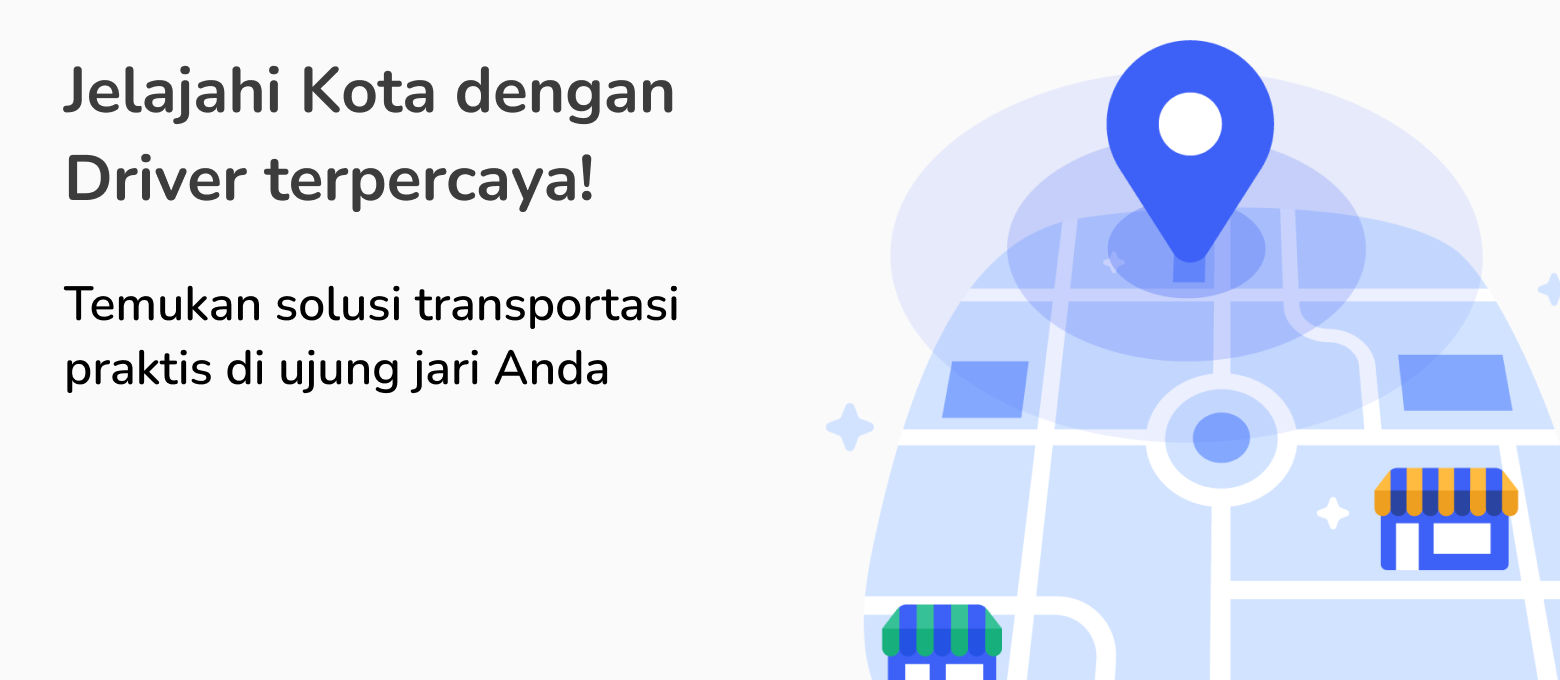 Jelajahi Kota dengan
Driver terpercaya!
Temukan solusi transportasi
praktis di ujung jari Anda